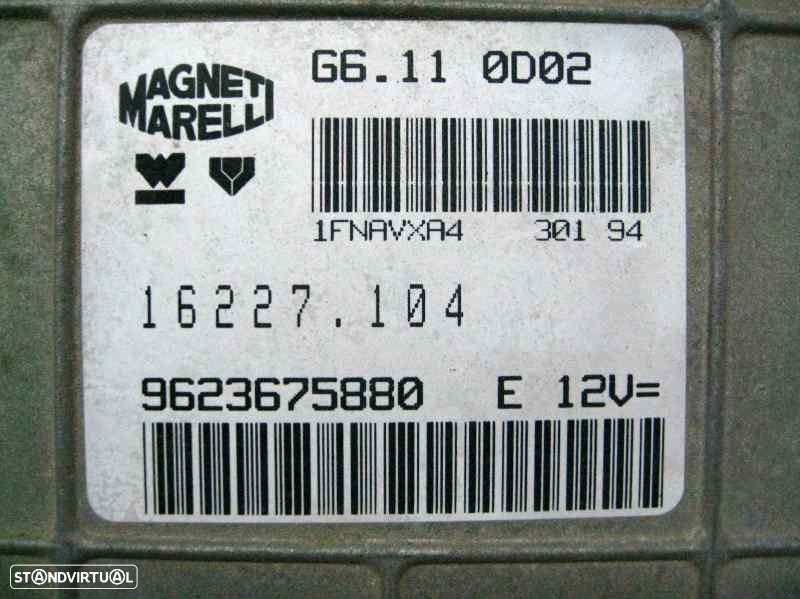 MAGNETI
MARELLI
G6.11 0D02
1FNAVXA4 301 94
16227.104
9623675880 E 12V=
STANDVIRTUAL